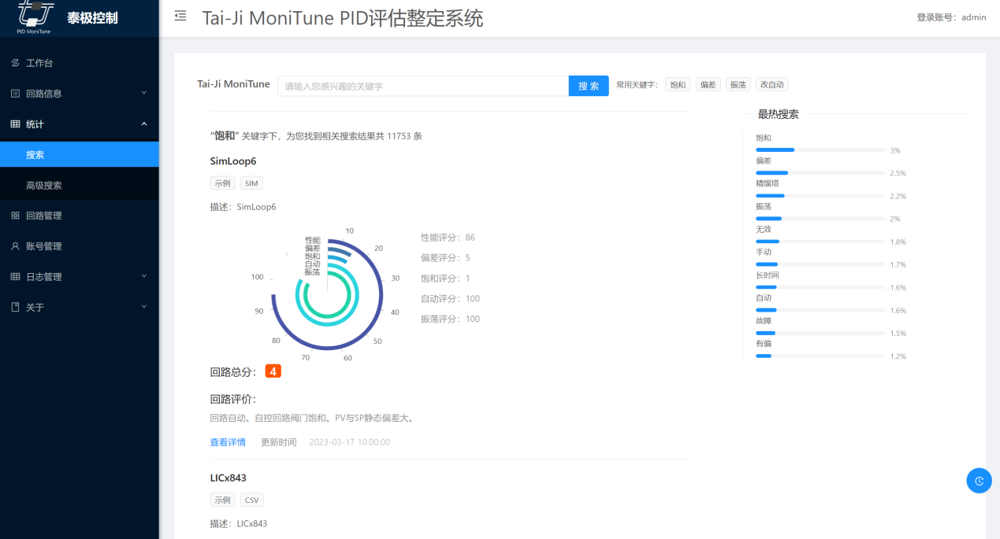 PID MoniTune
泰极控制
Tai-Ji MoniTune PID评估整定系统
登录账号：admin
工作台
回路信息
统计
搜索
高级搜索
回路管理
账号管理
日志管理
关于
Tai-Ji MoniTune
请输入您感兴趣的关键字
搜 索
常用关键字：
饱和
偏差
振荡
改自动
“饱和” 关键字下，为您找到相关搜索结果共 11753 条
SimLoop6
示例
SIM
描述：SimLoop6
性能
偏差
饱和
自动
振荡
10
20
30
40
50
60
70
80
90
100
性能评分：86
偏差评分：5
饱和评分：1
自动评分：100
振荡评分：100
回路总分：
4
回路评价：
回路自动。自控回路阀门饱和。PV与SP静态偏差大。
查看详情 更新时间 2023-03-17 10:00:00
LICx843
示例
CSV
描述：LICx843
最热搜索
饱和
3%
偏差
2.5%
精馏塔
2.2%
振荡
2%
无效
1.8%
手动
1.7%
长时间
1.6%
自动
1.6%
故障
1.5%
有偏
1.2%